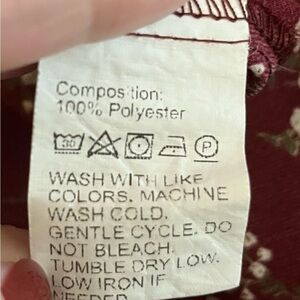 Composition:
100% Polyester
30 P
WASH WITH LIKE
COLORS. MACHINE
WASH COLD.
GENTLE CYCLE. DO
NOT BLEACH.
TUMBLE DRY LOW.
LOW IRON IF
NEEDED